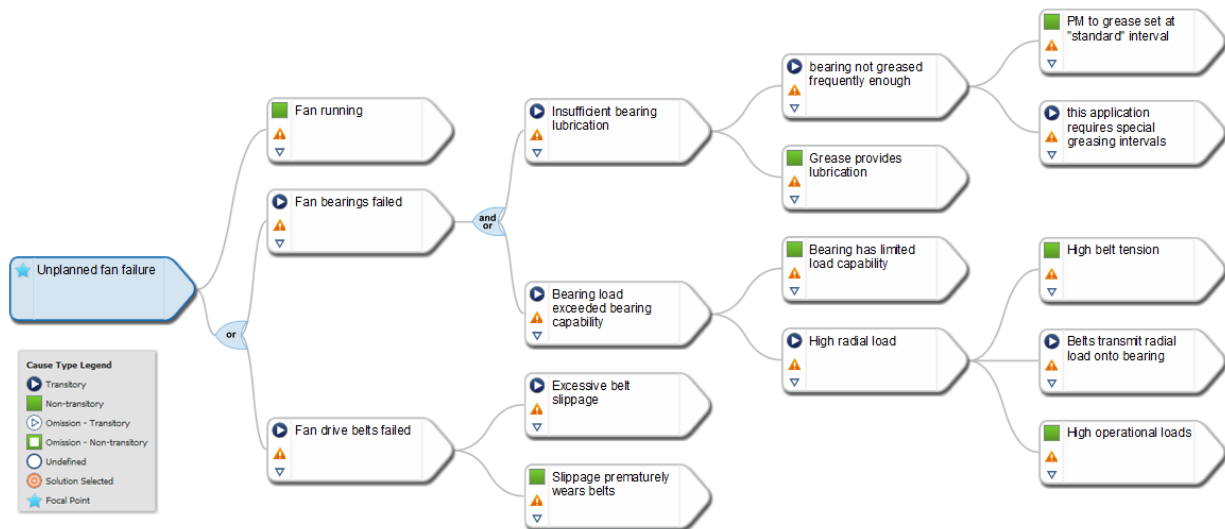 PM to grease set at
"standard" interval
bearing not greased
frequently enough
Fan running
Insufficient bearing
lubrication
this application
requires special
greasing intervals
Grease provides
lubrication
Fan bearings failed
and
or
Bearing has limited
load capability
High belt tension
Unplanned fan failure
Bearing load
exceeded bearing
capability
or
High radial load
Belts transmit radial
load onto bearing
Cause Type Legend
Transitory
Non-transitory
Omission - Transitory
Omission - Non-transitory
Undefined
Solution Selected
Focal Point
Excessive belt
slippage
Fan drive belts failed
High operational loads
Slippage prematurely
wears belts